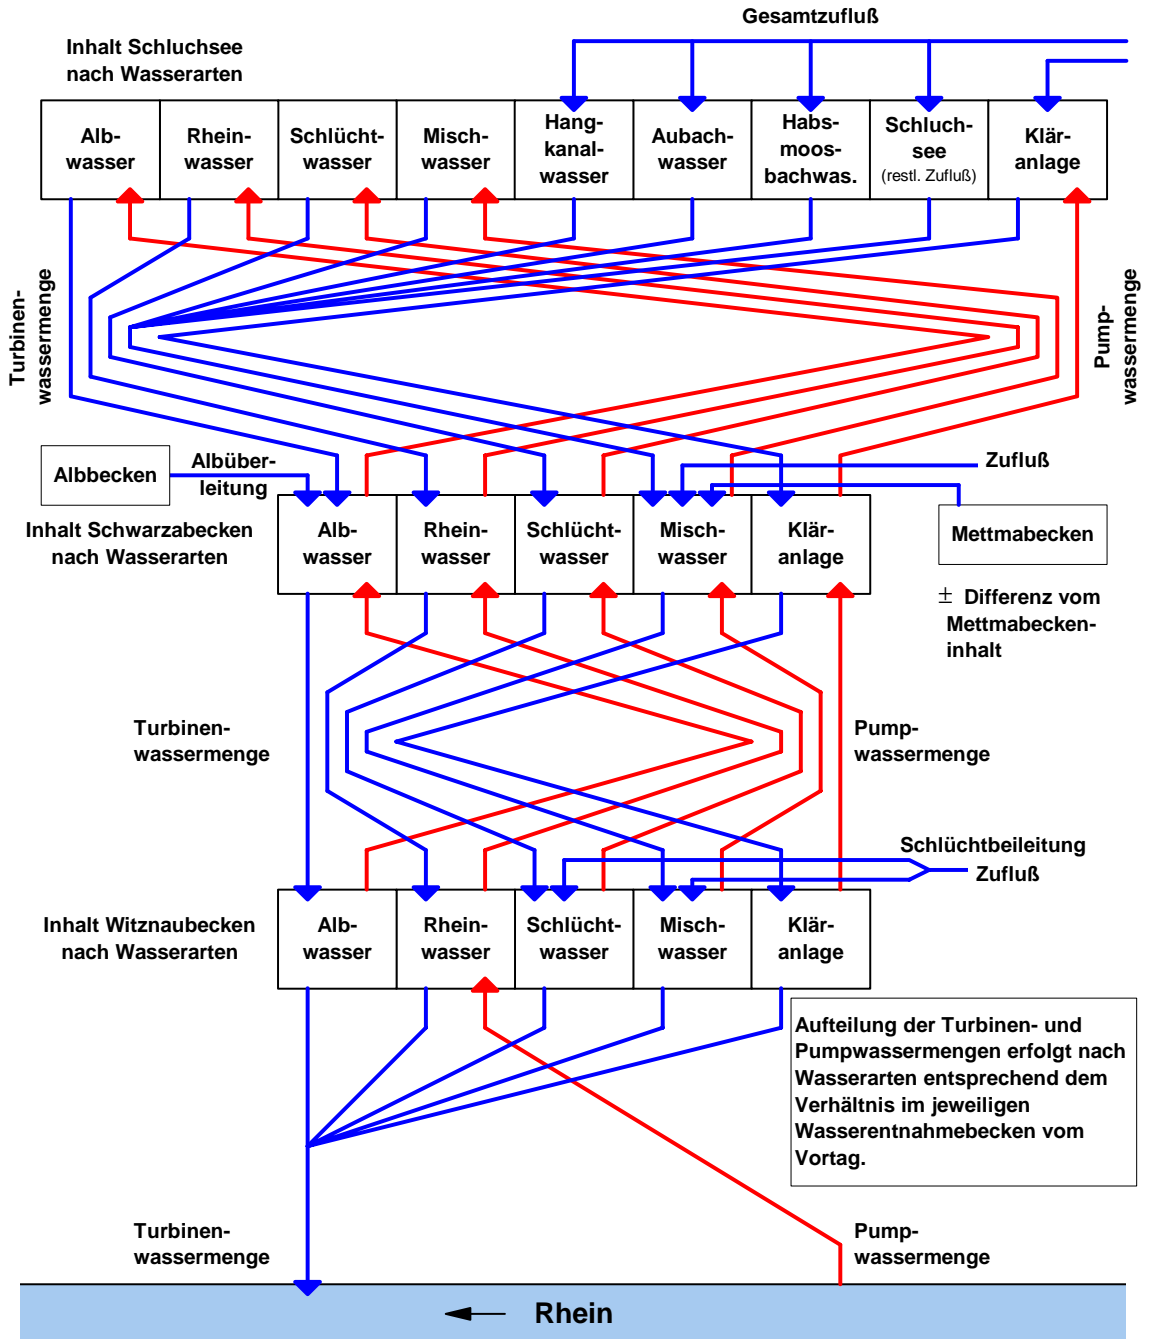 Gesamtzufluß
Inhalt Schluchsee
nach Wasserarten
Alb-
wasser
Rhein-
wasser
Schlücht-
wasser
Misch-
wasser
Hang-
kanal-
wasser
Aubach-
wasser
Habs-
moos-
bachwas.
Schluch-
see
(restl. Zufluß)
Klär-
anlage
Turbinen-
wassermenge
Pump-
wassermenge
Albbecken
Albüber-
leitung
Zufluß
Inhalt Schwarzabecken
nach Wasserarten
Alb-
wasser
Rhein-
wasser
Schlücht-
wasser
Misch-
wasser
Klär-
anlage
Mettmabecken
± Differenz vom
Mettmabecken-
inhalt
Turbinen-
wassermenge
Pump-
wassermenge
Schlüchtbeileitung
Zufluß
Inhalt Witznaubecken
nach Wasserarten
Alb-
wasser
Rhein-
wasser
Schlücht-
wasser
Misch-
wasser
Klär-
anlage
Aufteilung der Turbinen- und
Pumpwassermengen erfolgt nach
Wasserarten entsprechend dem
Verhältnis im jeweiligen
Wasserentnahmebecken vom
Vortag.
Turbinen-
wassermenge
Pump-
wassermenge
Rhein